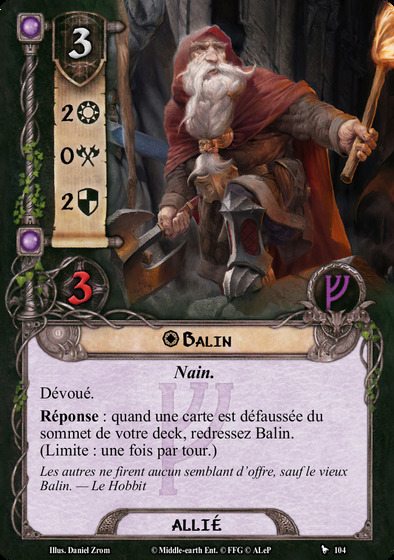 3
2
0
2
3
Balin
Nain.
Dévoué.
Réponse : quand une carte est défaussée du
sommet de votre deck, redressez Balin.
(Limite : une fois par tour.)
Les autres ne firent aucun semblant d'offre, sauf le vieux
Balin. — Le Hobbit
ALLIÉ
Illus. Daniel Zrom
© Middle-earth Ent. © FFG © ALeP
104